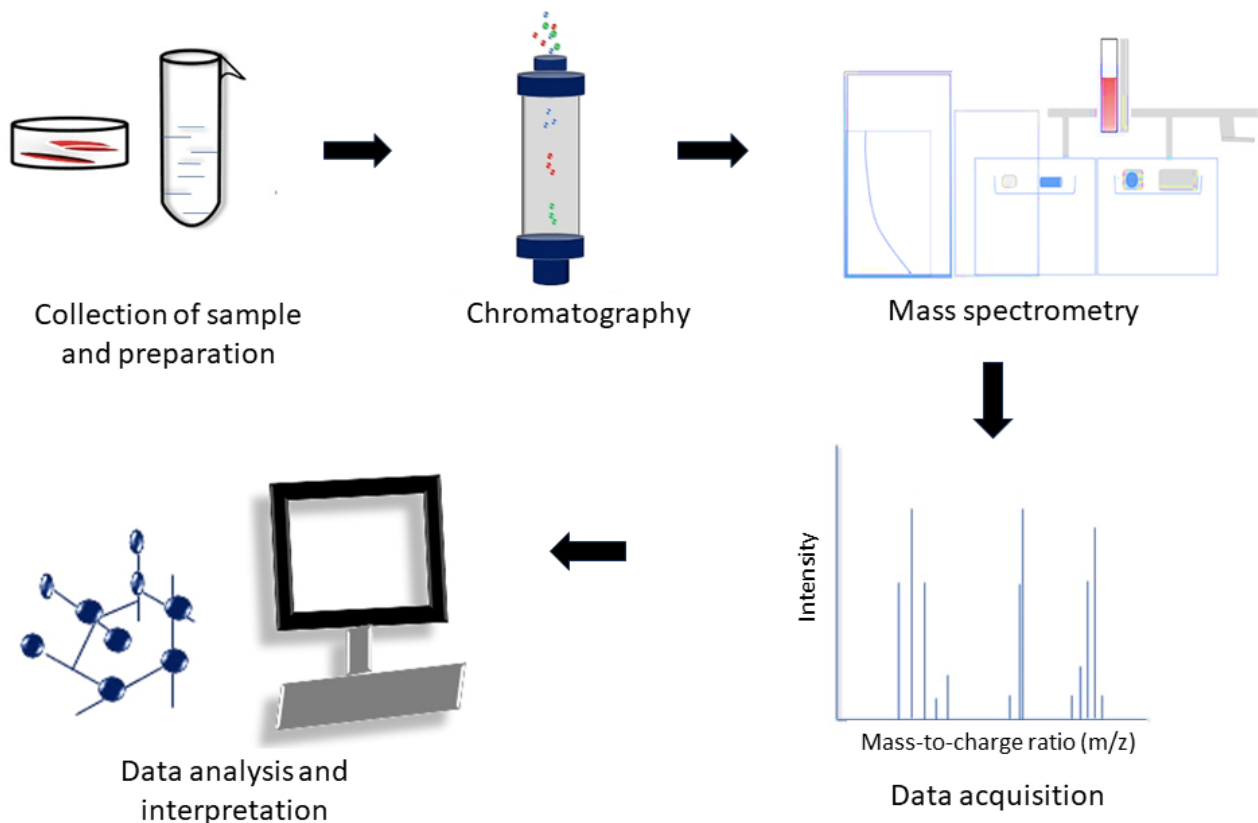 Collection of sample
and preparation
Chromatography
Mass spectrometry
Intensity
Mass-to-charge ratio (m/z)
Data acquisition
Data analysis and
interpretation